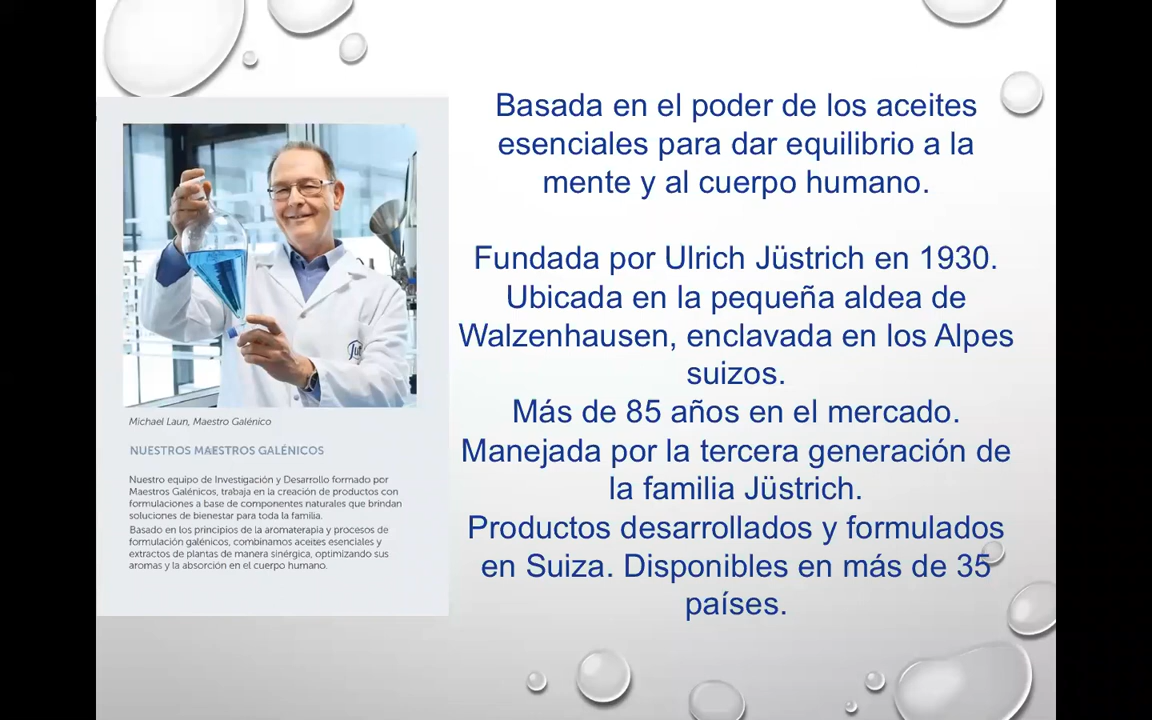 Basada en el poder de los aceites
esenciales para dar equilibrio a la
mente y al cuerpo humano.
Fundada por Ulrich Jüstrich en 1930.
Ubicada en la pequeña aldea de
Walzenhausen, enclavada en los Alpes
suizos.
Más de 85 años en el mercado.
Manejada por la tercera generación de
la familia Jüstrich.
Productos desarrollados y formulados
en Suiza. Disponibles en más de 35
países.
Michael Laun, Maestro Galénico
NUESTROS MAESTROS GALÉNICOS
Nuestro equipo de Investigación y Desarrollo formado por
Maestros Galénicos, trabaja en la creación de productos con
formulaciones a base de componentes naturales que brindan
soluciones de bienestar para toda la familia.
Basado en los principios de la aromaterapia y procesos de
formulación galénicos, combinamos aceites esenciales y
extractos de plantas de manera sinérgica, optimizando sus
aromas y la absorción en el cuerpo humano.